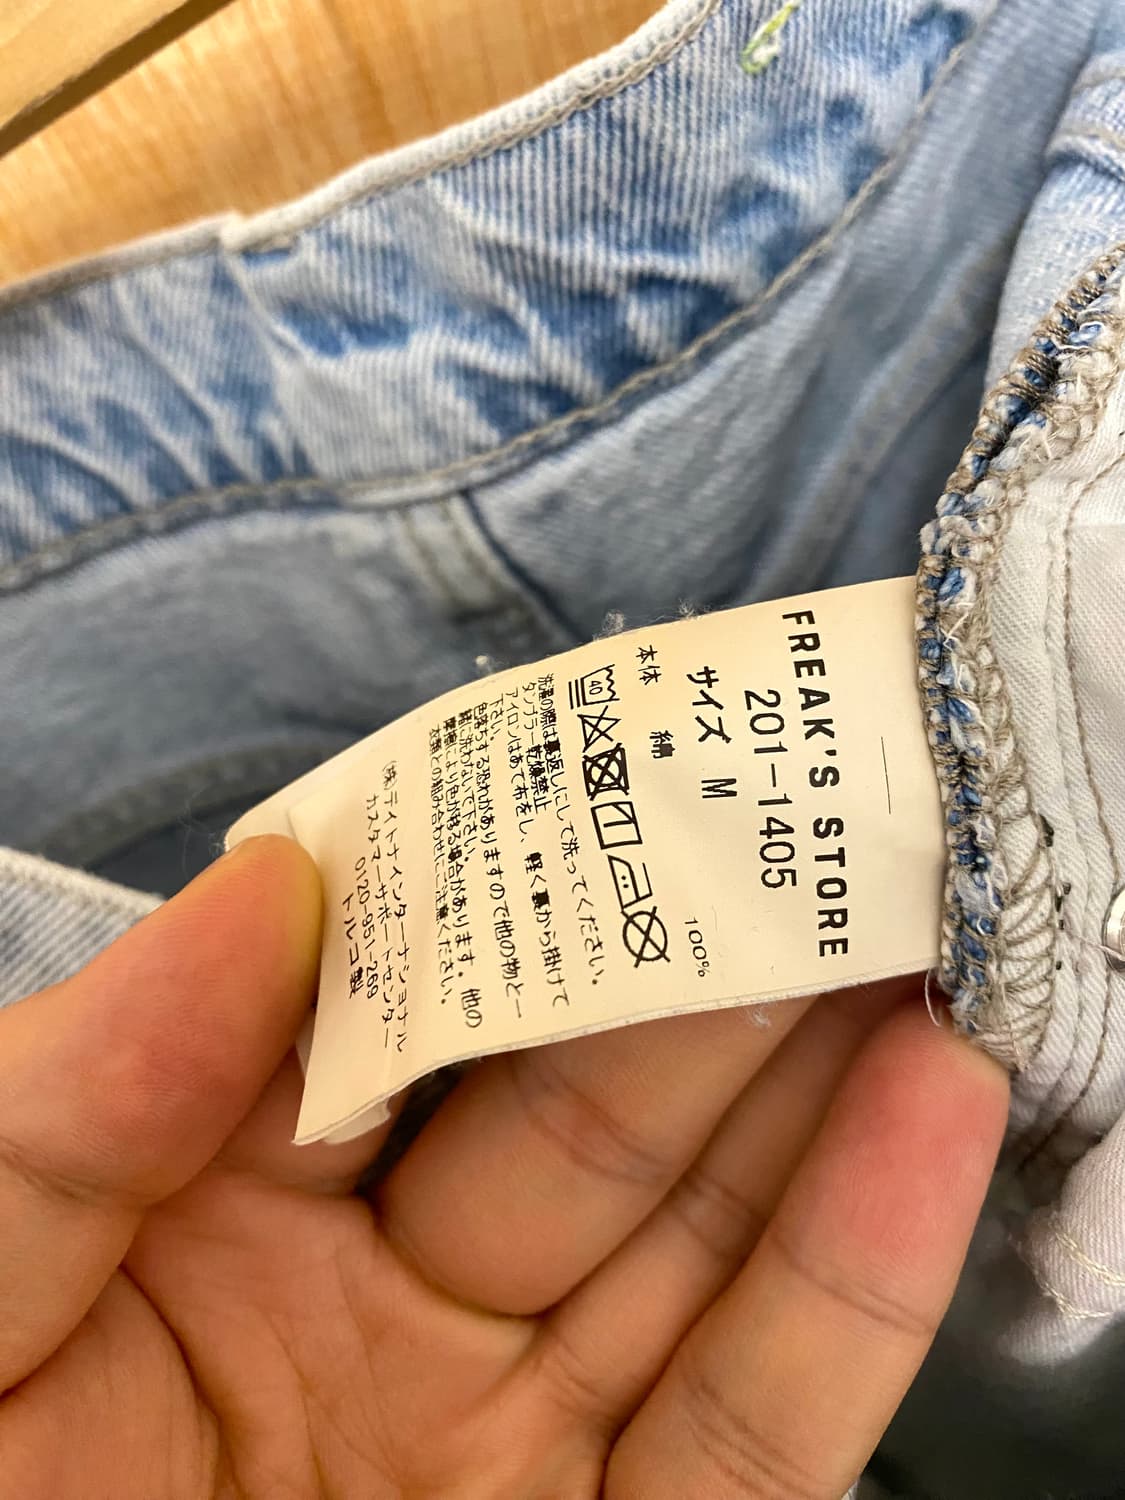 FREAK'S STORE
201-1405
サイズ M
本体 綿 100%
40
洗濯の際は裏返しにして洗ってください。
タンブラー乾燥禁止
アイロンはあて布をし、軽く裏から掛けて
下さい。
色落ちする恐れがありますので他の物と一
緒に洗わないで下さい。
摩擦により色が移る場合があります。他の
衣類との組み合わせにご注意ください。
(株)デイトナインターナショナル
カスタマーサポートセンター
0120-951-269
トルコ製